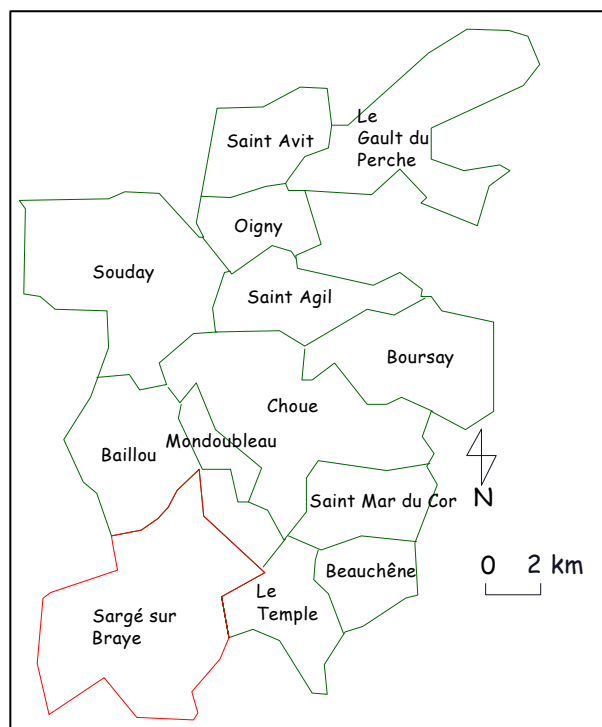 Le
Gault du
Perche
Saint Avit
Oigny
Souday
Saint Agil
Boursay
Choue
Mondoubleau
Baillou
Saint Mar du Cor
N
Beauchêne
0 2 km
Le
Temple
Sargé sur
Braye